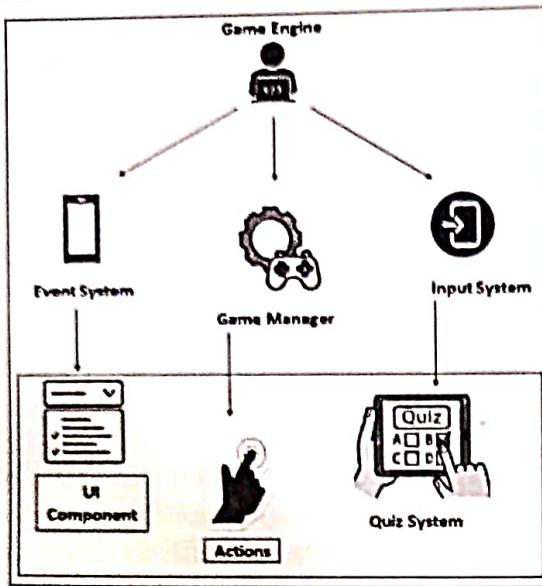 Game Engine
Event System
Game Manager
Input System
UI
Component
Actions
Quiz
A B
C D
Quiz System